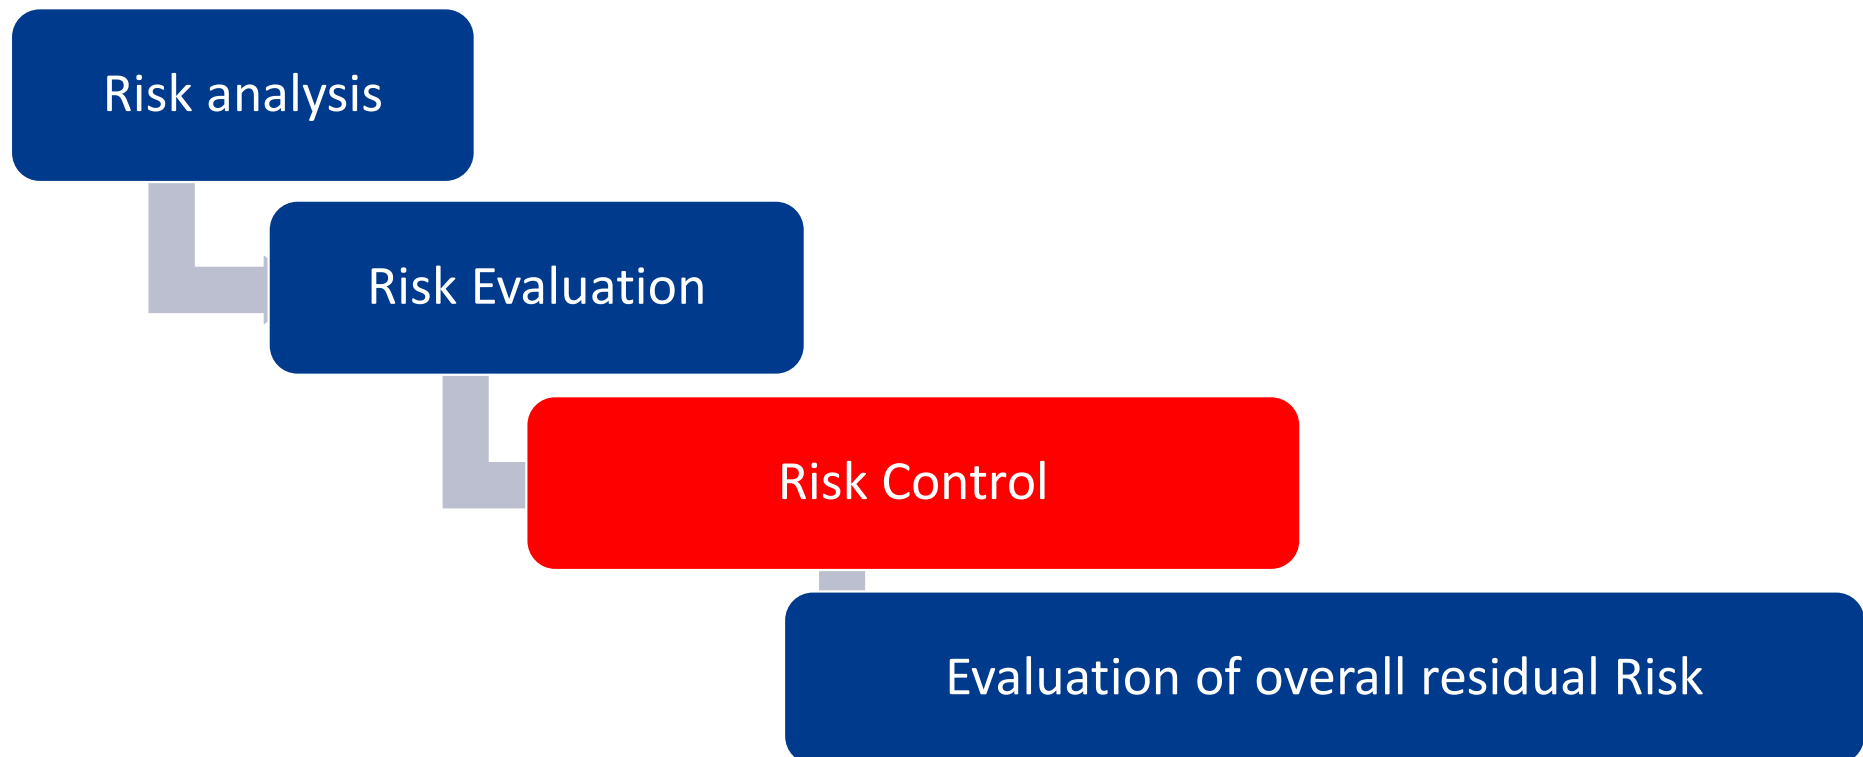 Risk analysis
Risk Evaluation
Risk Control
Evaluation of overall residual Risk